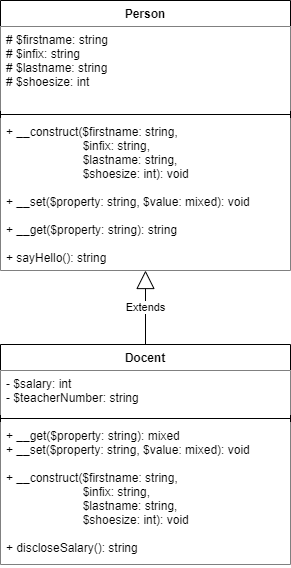 Person
# $firstname: string
# $infix: string
# $lastname: string
# $shoesize: int
+ __construct($firstname: string,
$infix: string,
$lastname: string,
$shoesize: int): void
+ __set($property: string, $value: mixed): void
+ __get($property: string): string
+ sayHello(): string
Extends
Docent
- $salary: int
- $teacherNumber: string
+ __get($property: string): mixed
+ __set($property: string, $value: mixed): void
+ __construct($firstname: string,
$infix: string,
$lastname: string,
$shoesize: int): void
+ discloseSalary(): string